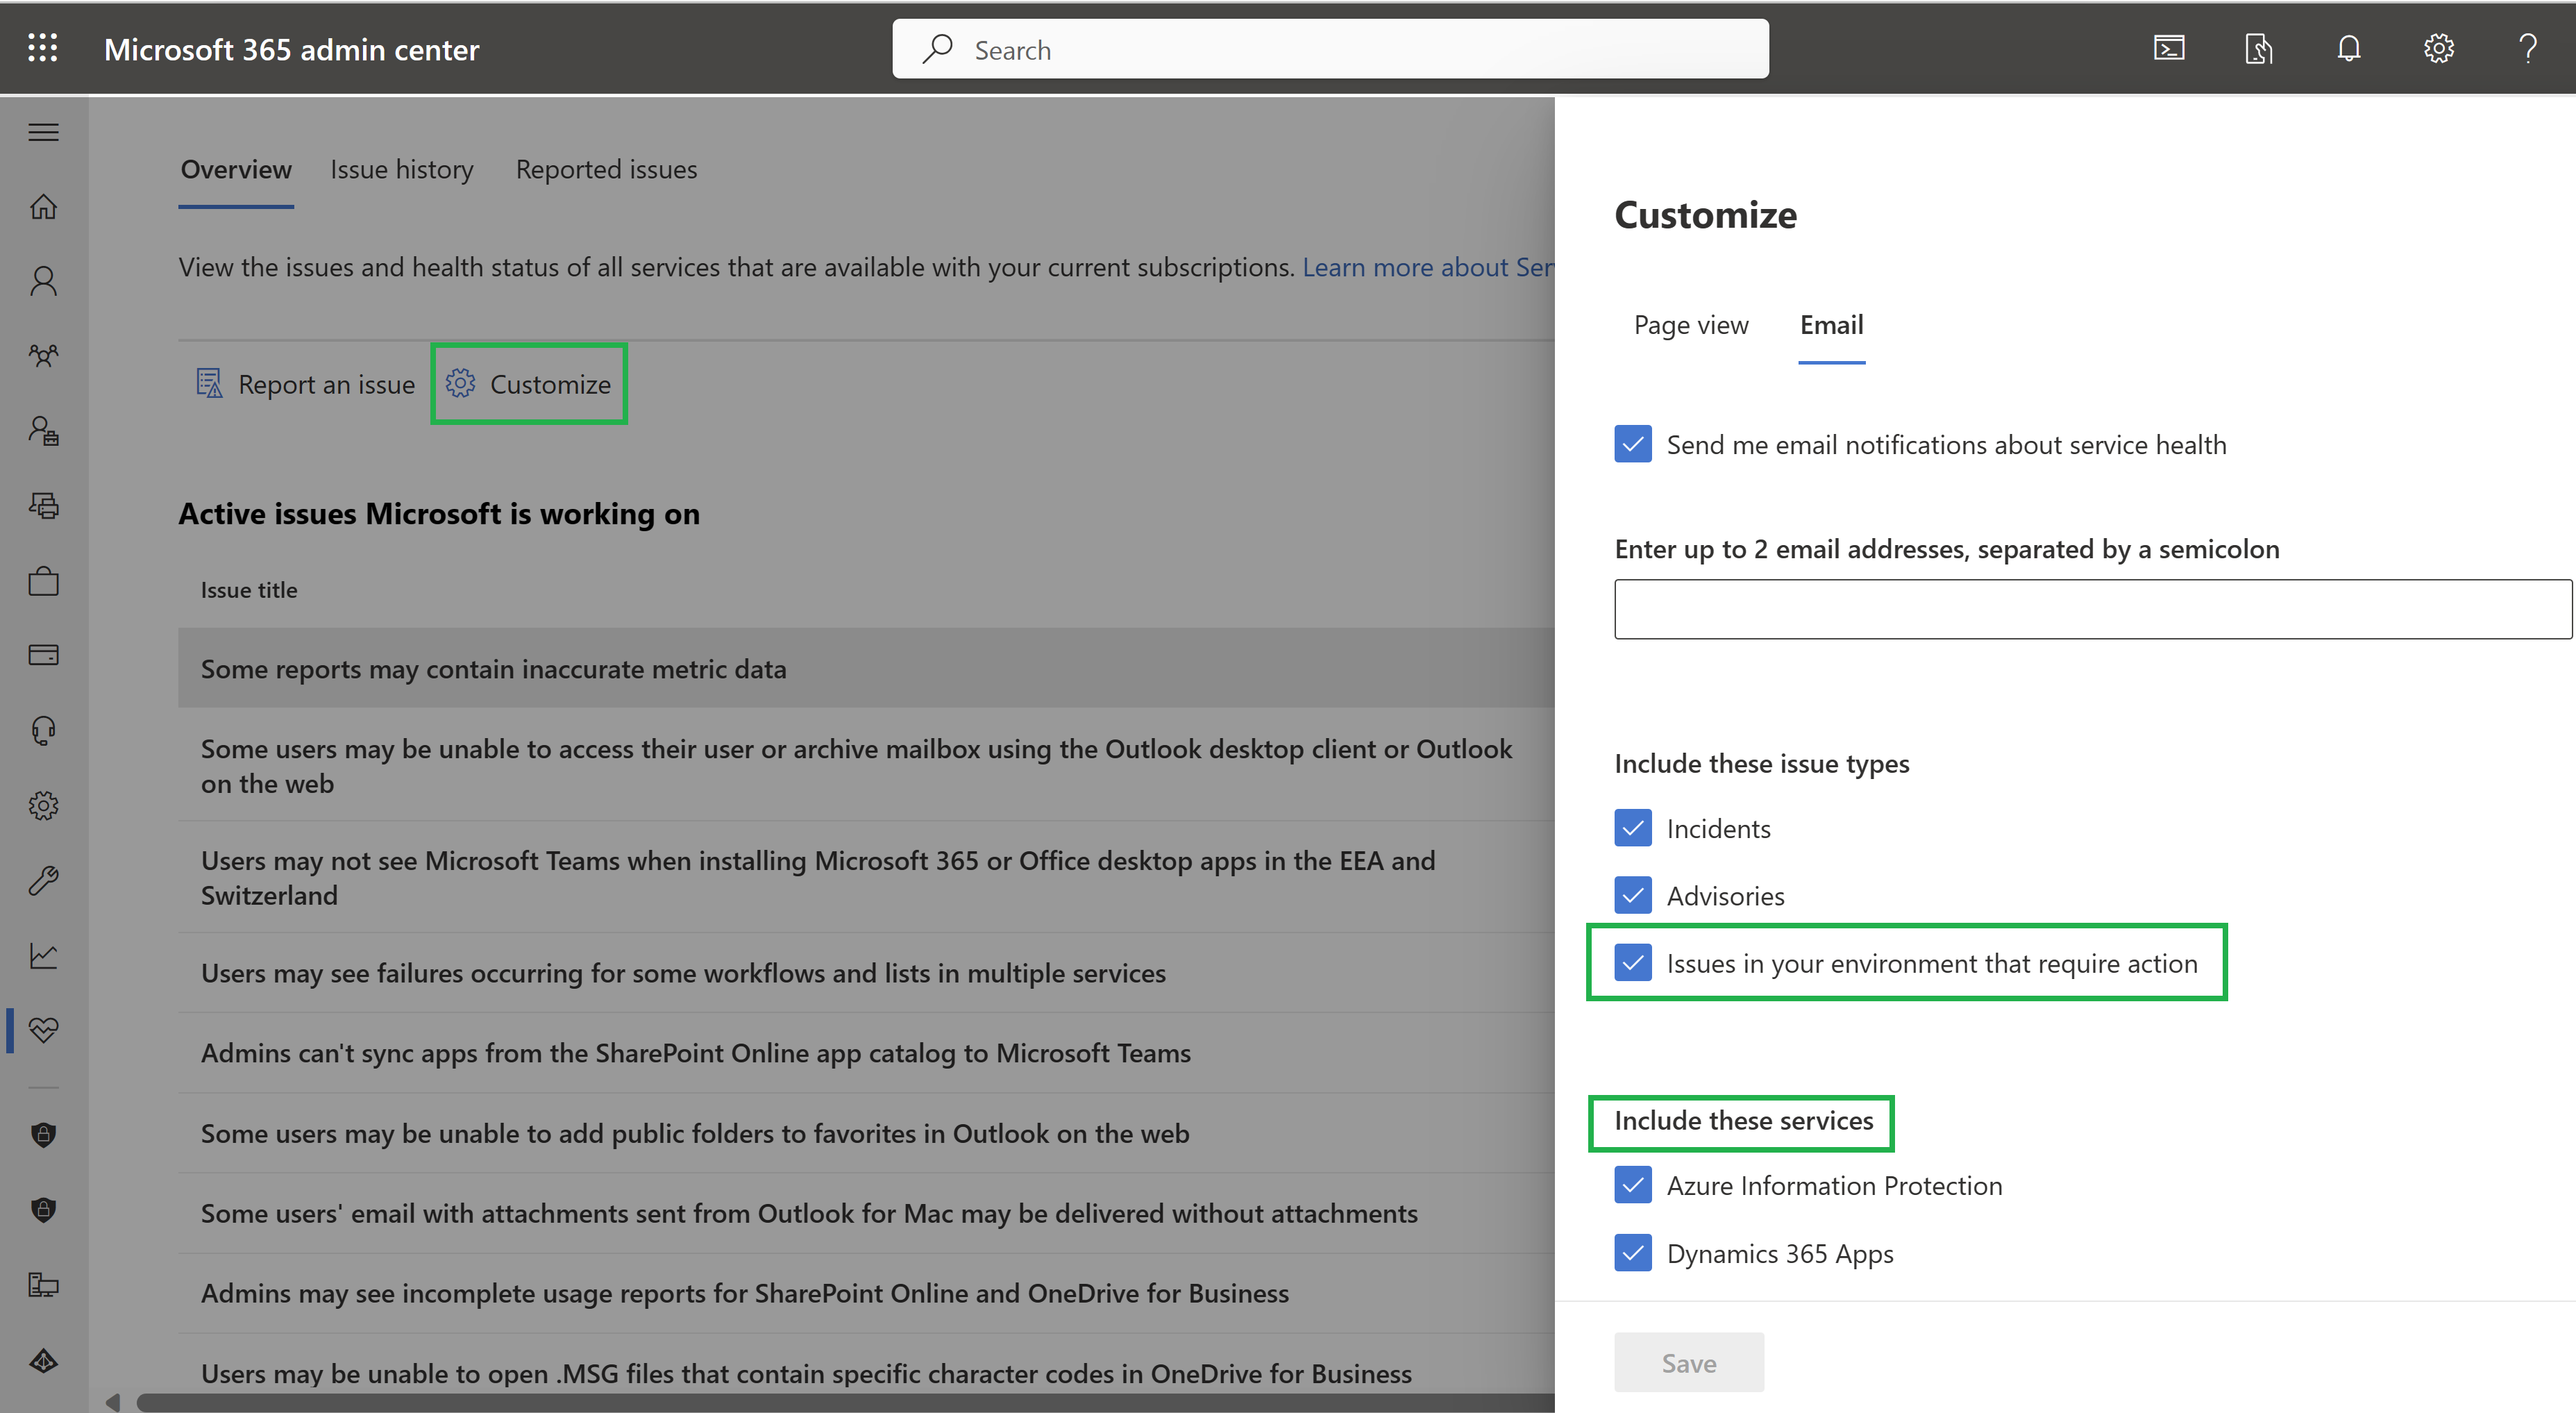 Microsoft 365 admin center
Search
Overview
Issue history
Reported issues
View the issues and health status of all services that are available with your current subscriptions. Learn more about Ser
Report an issue
Customize
Active issues Microsoft is working on
Issue title
Some reports may contain inaccurate metric data
Some users may be unable to access their user or archive mailbox using the Outlook desktop client or Outlook
on the web
Users may not see Microsoft Teams when installing Microsoft 365 or Office desktop apps in the EEA and
Switzerland
Users may see failures occurring for some workflows and lists in multiple services
Admins can't sync apps from the SharePoint Online app catalog to Microsoft Teams
Some users may be unable to add public folders to favorites in Outlook on the web
Some users' email with attachments sent from Outlook for Mac may be delivered without attachments
Admins may see incomplete usage reports for SharePoint Online and OneDrive for Business
Users may be unable to open .MSG files that contain specific character codes in OneDrive for Business
Customize
Page view
Email
Send me email notifications about service health
Enter up to 2 email addresses, separated by a semicolon
Include these issue types
Incidents
Advisories
Issues in your environment that require action
Include these services
Azure Information Protection
Dynamics 365 Apps
Save